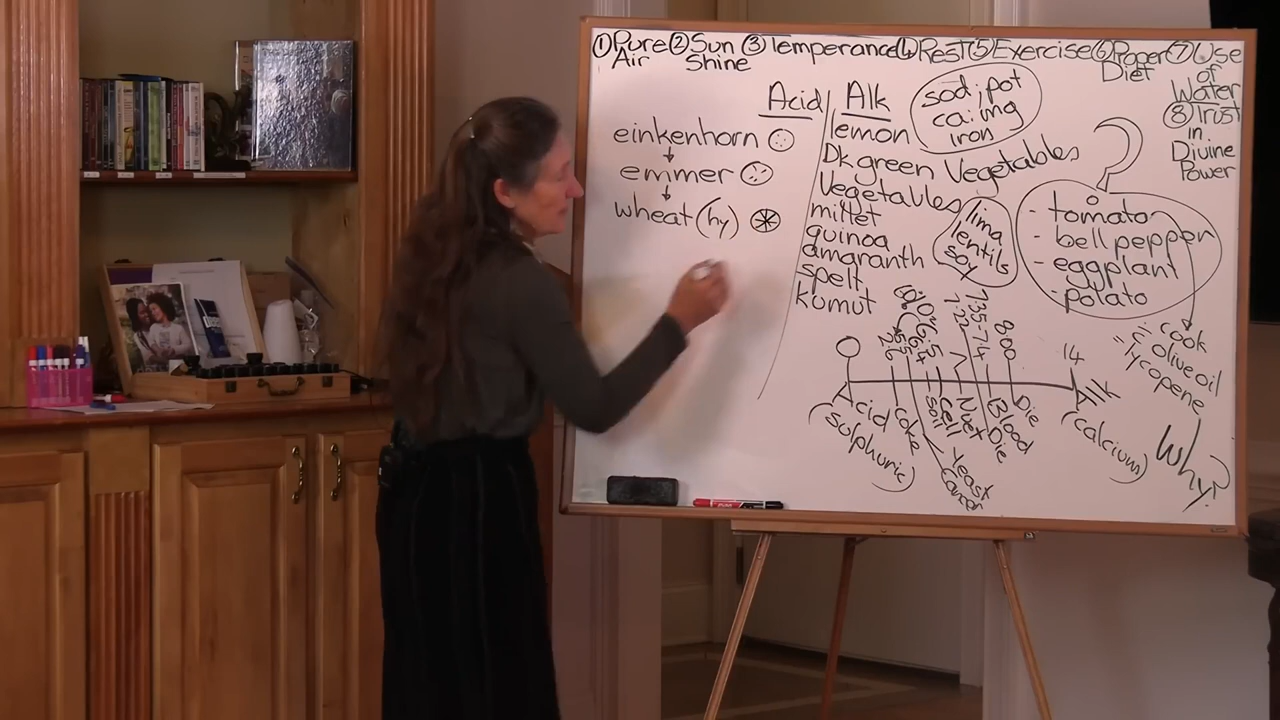 ①Pure ②Sun ③Temperance ④Rest ⑤Exercise ⑥Proper ⑦Use
Air Shine Diet of
Water
⑧Trust
in
Divine
Power
Acid Alk
einkenhorn
emmer
wheat (hy)
lemon
Dk.green Vegetables
Vegetables
millet
quinoa
amaranth
spelt
kumut
sod;pot
ca;mg
iron
lima
lentils
soy
- tomato
- bell pepper
- eggplant
- potato
cook
Olive oil
= lycopene
7.35-7.4
8.00
14
Acid
(sulphuric)
Coke
Cell
soil
Yeast
Cancer
Nuet
Die
Blood
Die
A
(calcium)
Why?